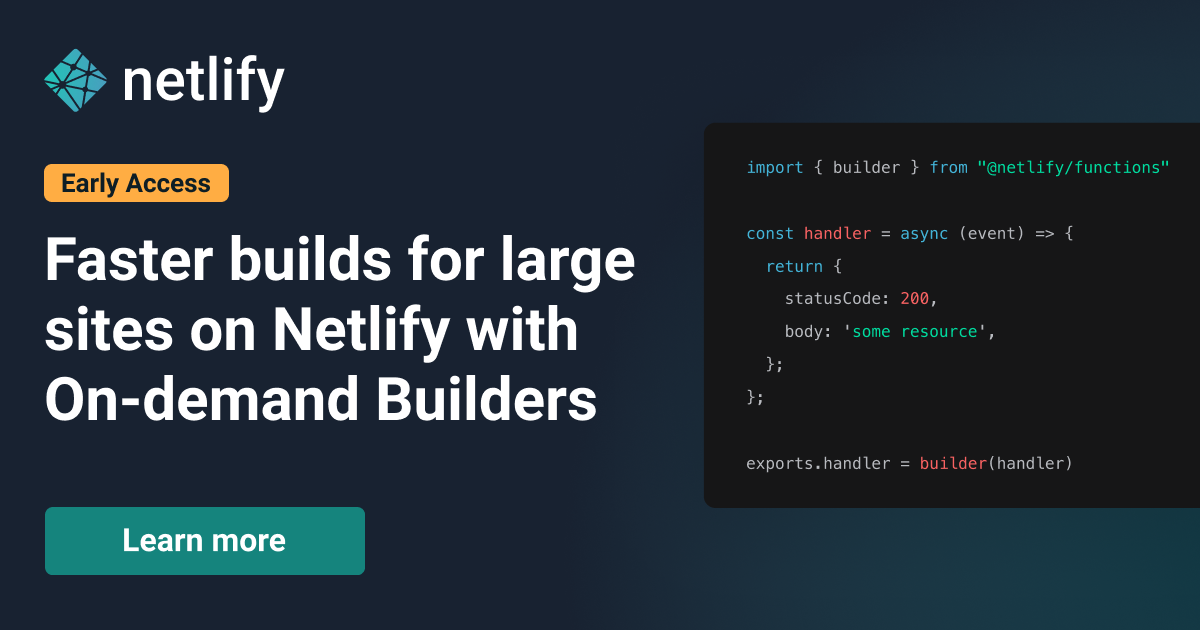 netlify
Early Access
Faster builds for large
sites on Netlify with
On-demand Builders
Learn more
import { builder } from "@netlify/functions"
const handler = async (event) => {
  return {
    statusCode: 200,
    body: 'some resource',
  };
};
exports.handler = builder(handler)